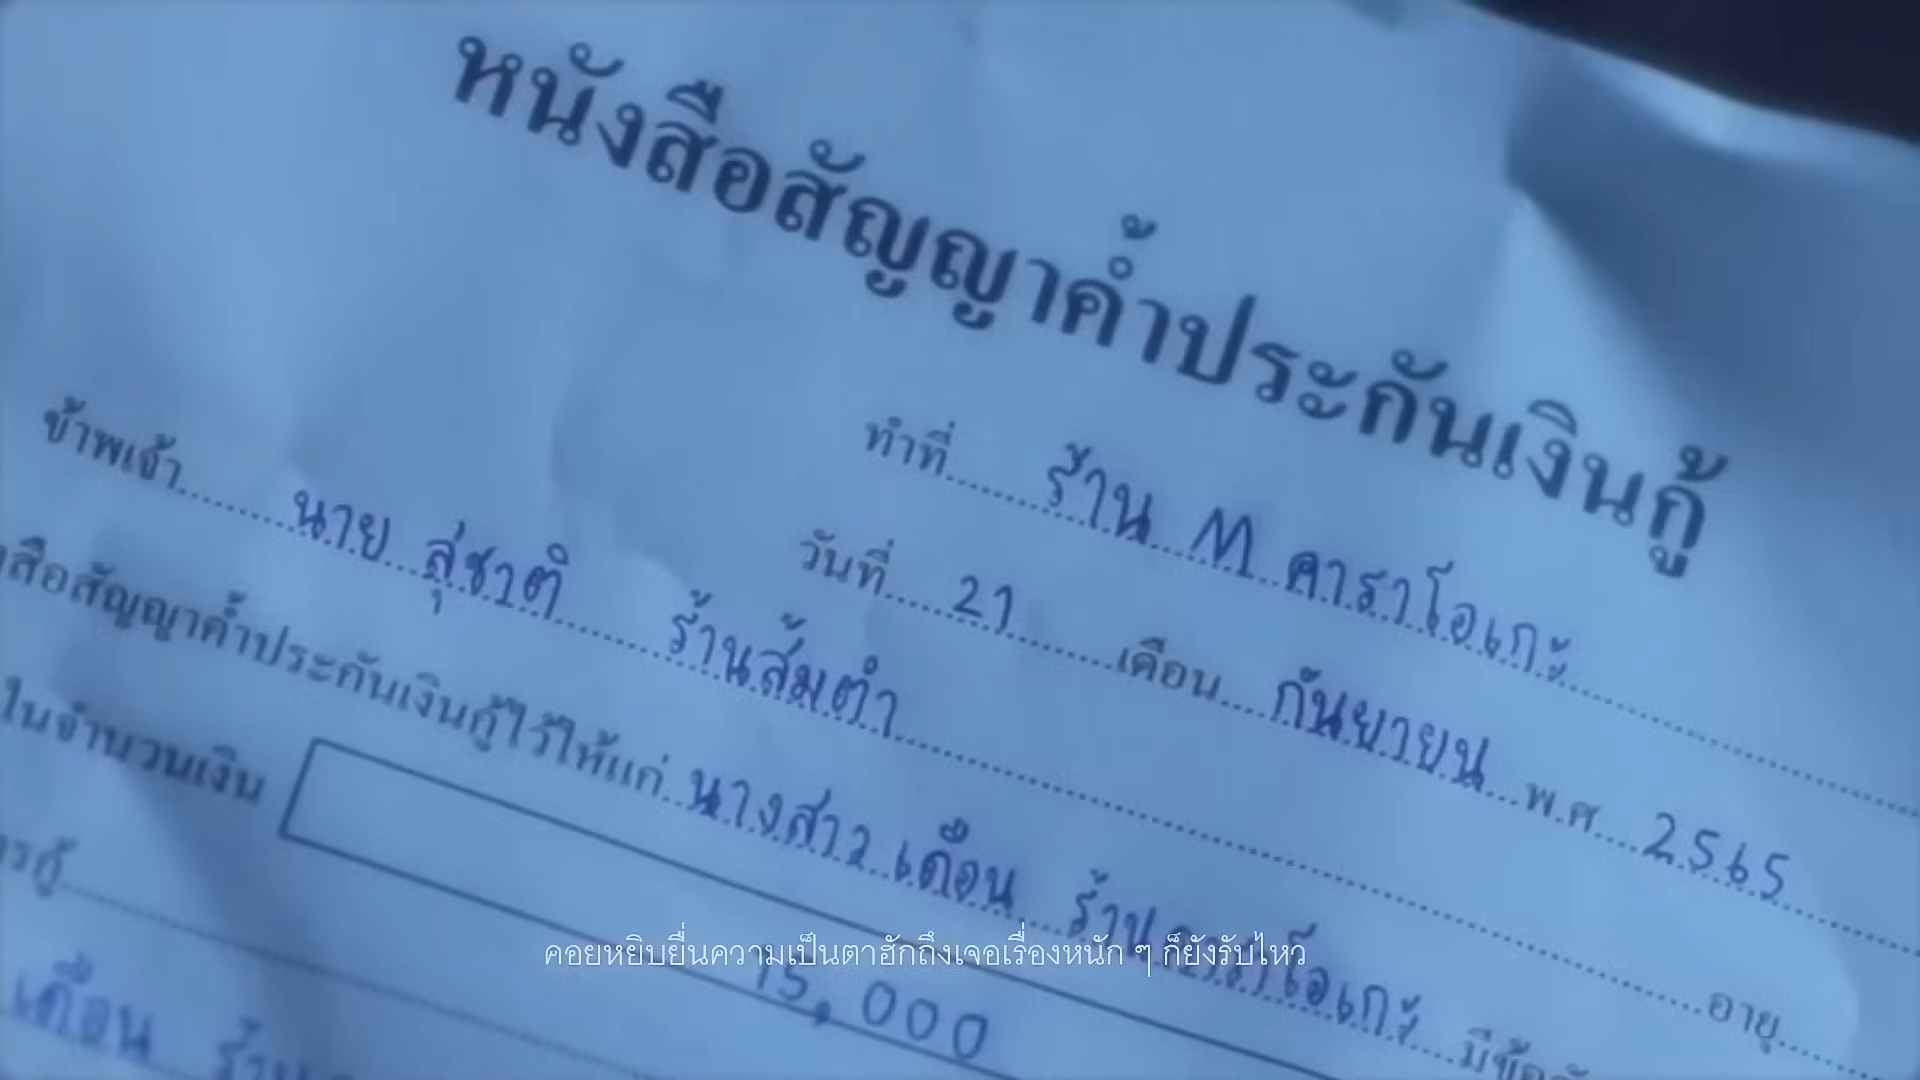 หนังสือสัญญาค้ำประกันเงินกู้
ทำที่ ร้าน M คาราโอเกะ
วันที่ 21 เดือน กันยายน พ.ศ. 2565
ข้าพเจ้า นาย สุ่ชาติ ร้านส้มตำ อายุ
สือสัญญาค้ำประกันเงินกู้ไว้ให้แก่ นางสาว เดือน ร้าน คาราโอเกะ
ในจำนวนเงิน 15,000
เดือน
คอยหยิบยื่นความเป็นตาฮักถึงเจอเรื่องหนัก ๆ ก็ยังรับไหว